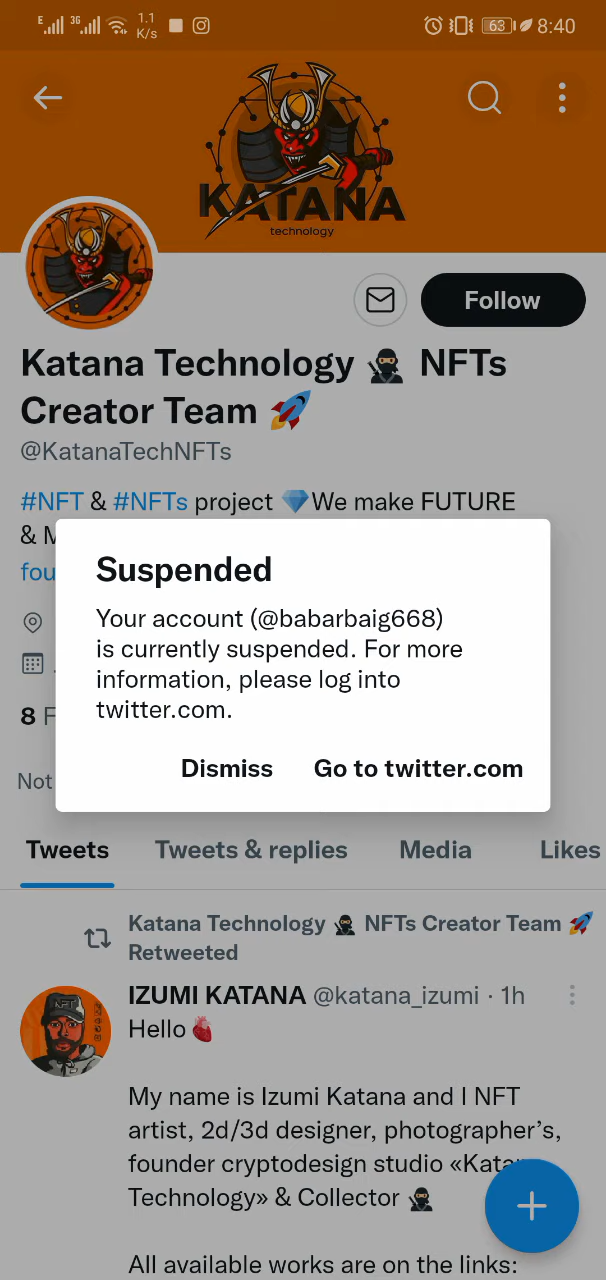 E 3G 1.1 K/s 63 8:40
KATANA
technology
Follow
Katana Technology 🥷 NFTs
Creator Team 🚀
@KatanaTechNFTs
#NFT & #NFTs project 💎We make FUTURE
& M
fou
8 F
Not
Suspended
Your account (@babarbaig668)
is currently suspended. For more
information, please log into
twitter.com.
Dismiss Go to twitter.com
Tweets Tweets & replies Media Likes
Katana Technology 🥷 NFTs Creator Team 🚀
Retweeted
IZUMI KATANA @katana_izumi · 1h
Hello 🫀
My name is Izumi Katana and I NFT
artist, 2d/3d designer, photographer’s,
founder cryptodesign studio «Katana
Technology» & Collector 🥷
All available works are on the links: